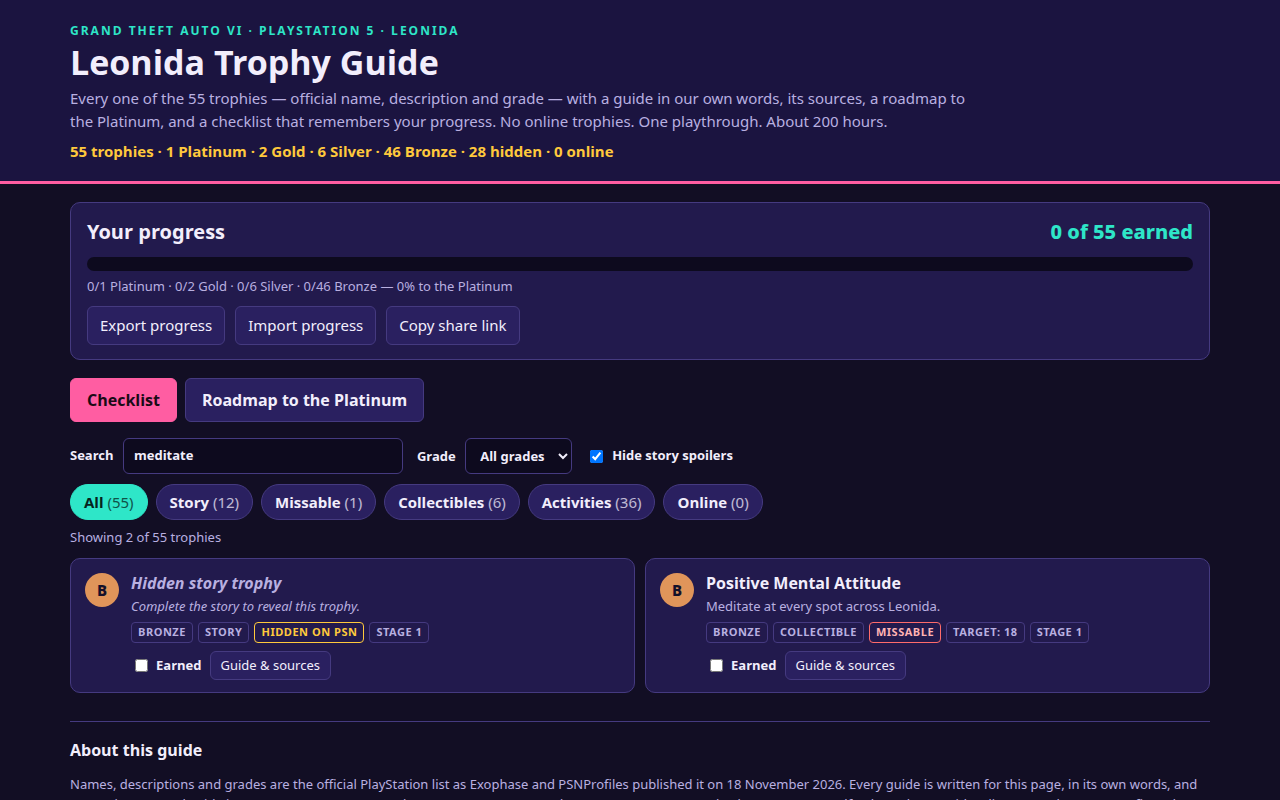 GRAND THEFT AUTO VI · PLAYSTATION 5 · LEONIDA
Leonida Trophy Guide
Every one of the 55 trophies — official name, description and grade — with a guide in our own words, its sources, a roadmap to
the Platinum, and a checklist that remembers your progress. No online trophies. One playthrough. About 200 hours.
55 trophies · 1 Platinum · 2 Gold · 6 Silver · 46 Bronze · 28 hidden · 0 online
Your progress
0 of 55 earned
0/1 Platinum · 0/2 Gold · 0/6 Silver · 0/46 Bronze — 0% to the Platinum
Export progress
Import progress
Copy share link
Checklist
Roadmap to the Platinum
Search
meditate
Grade
All grades
Hide story spoilers
All (55)
Story (12)
Missable (1)
Collectibles (6)
Activities (36)
Online (0)
Showing 2 of 55 trophies
B
Hidden story trophy
Complete the story to reveal this trophy.
BRONZE
STORY
HIDDEN ON PSN
STAGE 1
Earned
Guide & sources
B
Positive Mental Attitude
Meditate at every spot across Leonida.
BRONZE
COLLECTIBLE
MISSABLE
TARGET: 18
STAGE 1
Earned
Guide & sources
About this guide
Names, descriptions and grades are the official PlayStation list as Exophase and PSNProfiles published it on 18 November 2026. Every guide is written for this page, in its own words, and